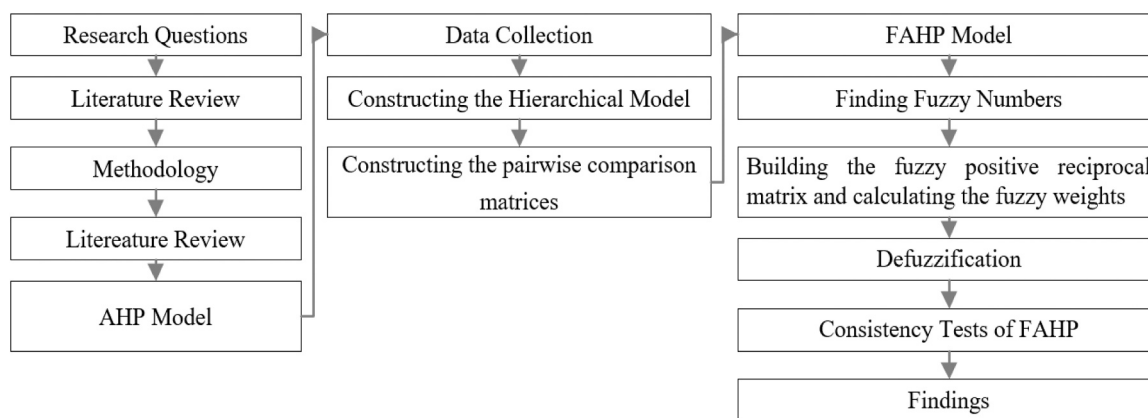 Research Questions
Literature Review
Methodology
Litereature Review
AHP Model
Data Collection
Constructing the Hierarchical Model
Constructing the pairwise comparison
matrices
FAHP Model
Finding Fuzzy Numbers
Building the fuzzy positive reciprocal
matrix and calculating the fuzzy weights
Defuzzification
Consistency Tests of FAHP
Findings